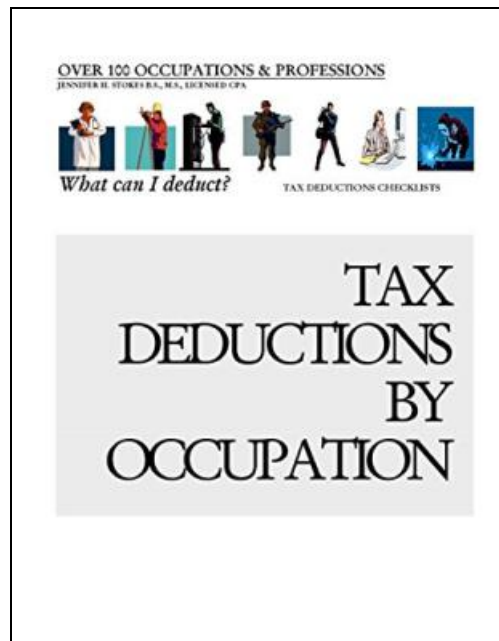 OVER 100 OCCUPATIONS & PROFESSIONS
JENNIFER H. STOKES B.S., M.S., LICENSED CPA
What can I deduct?
TAX DEDUCTIONS CHECKLISTS
TAX
DEDUCTIONS
BY
OCCUPATION